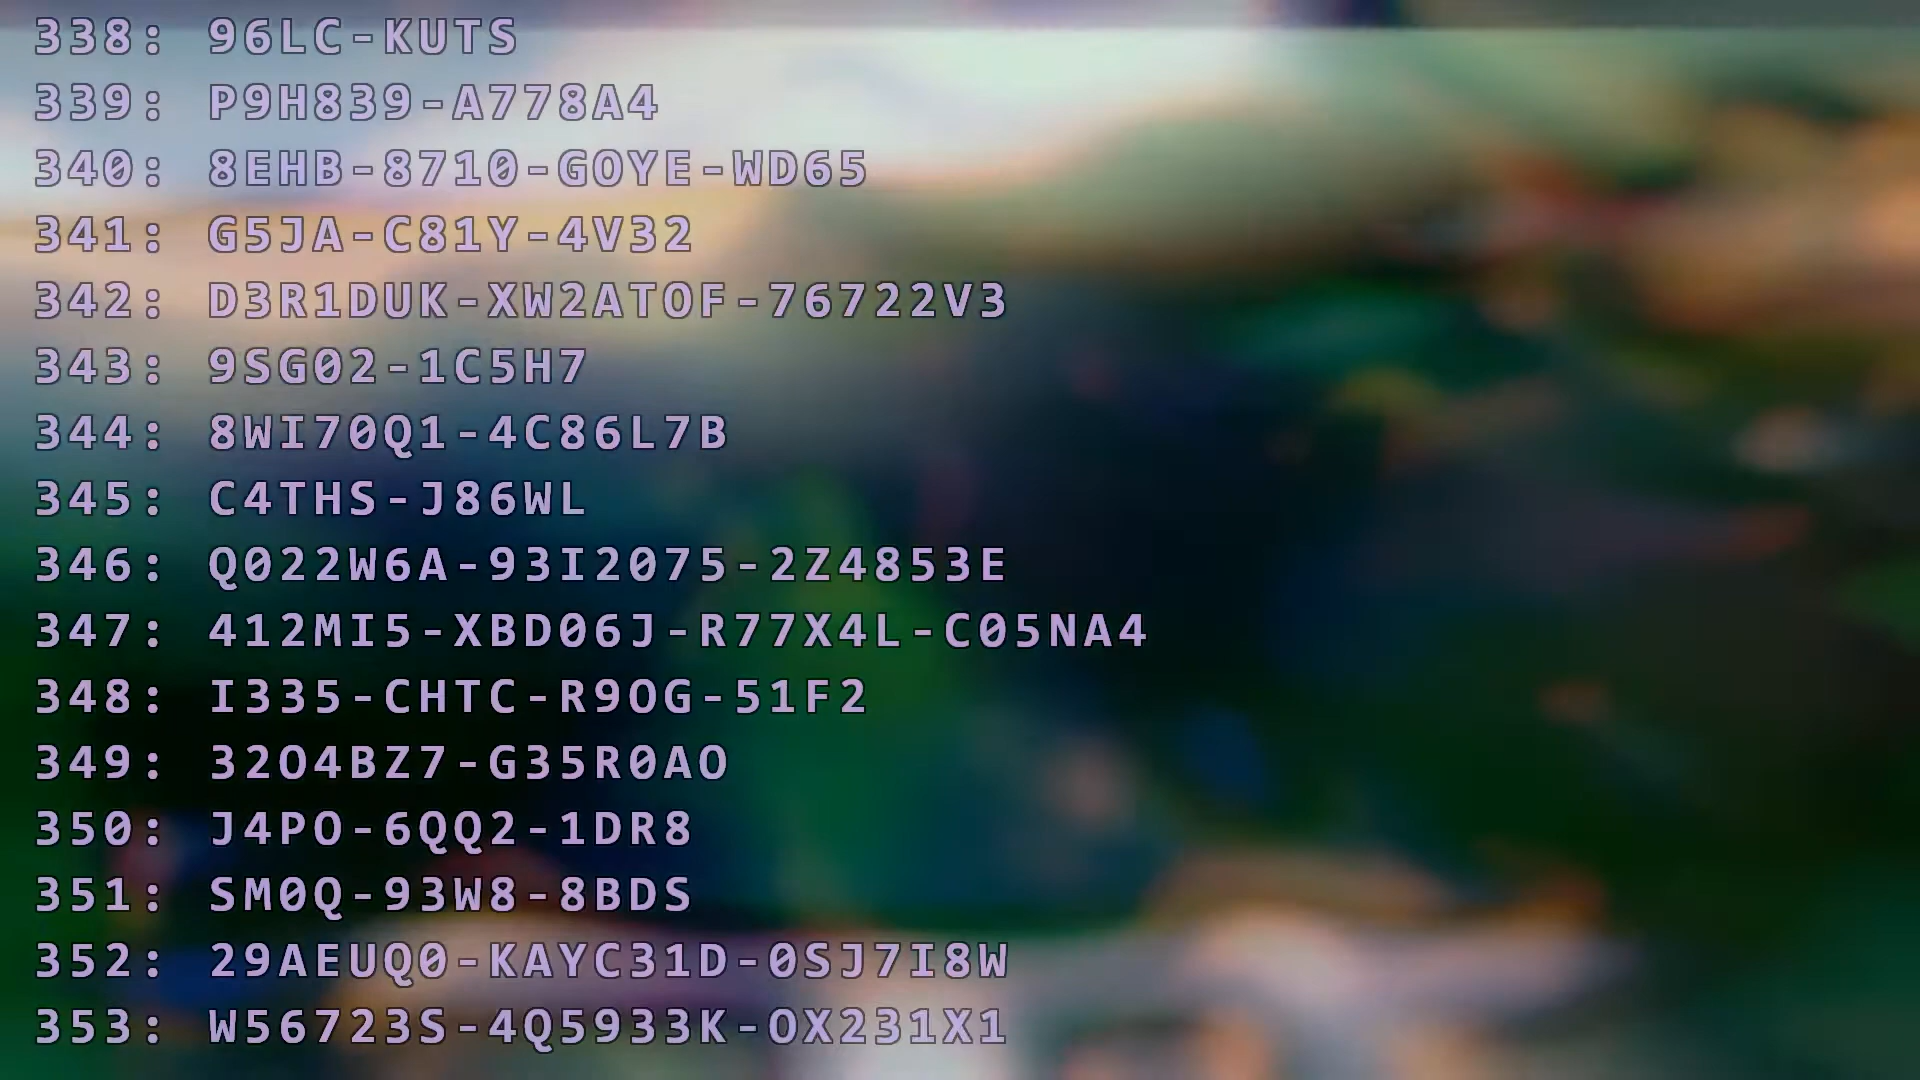 338: 96LC-KUTS
339: P9H839-A778A4
340: 8EHB-8710-GOYE-WD65
341: G5JA-C81Y-4V32
342: D3R1DUK-XW2ATOF-76722V3
343: 9SG02-1C5H7
344: 8WI70Q1-4C86L7B
345: C4THS-J86WL
346: Q022W6A-93I2075-2Z4853E
347: 412MI5-XBD06J-R77X4L-C05NA4
348: I335-CHTC-R9OG-51F2
349: 32O4BZ7-G35R0AO
350: J4PO-6QQ2-1DR8
351: SM0Q-93W8-8BDS
352: 29AEUQ0-KAYC31D-0SJ7I8W
353: W56723S-4Q5933K-OX231X1